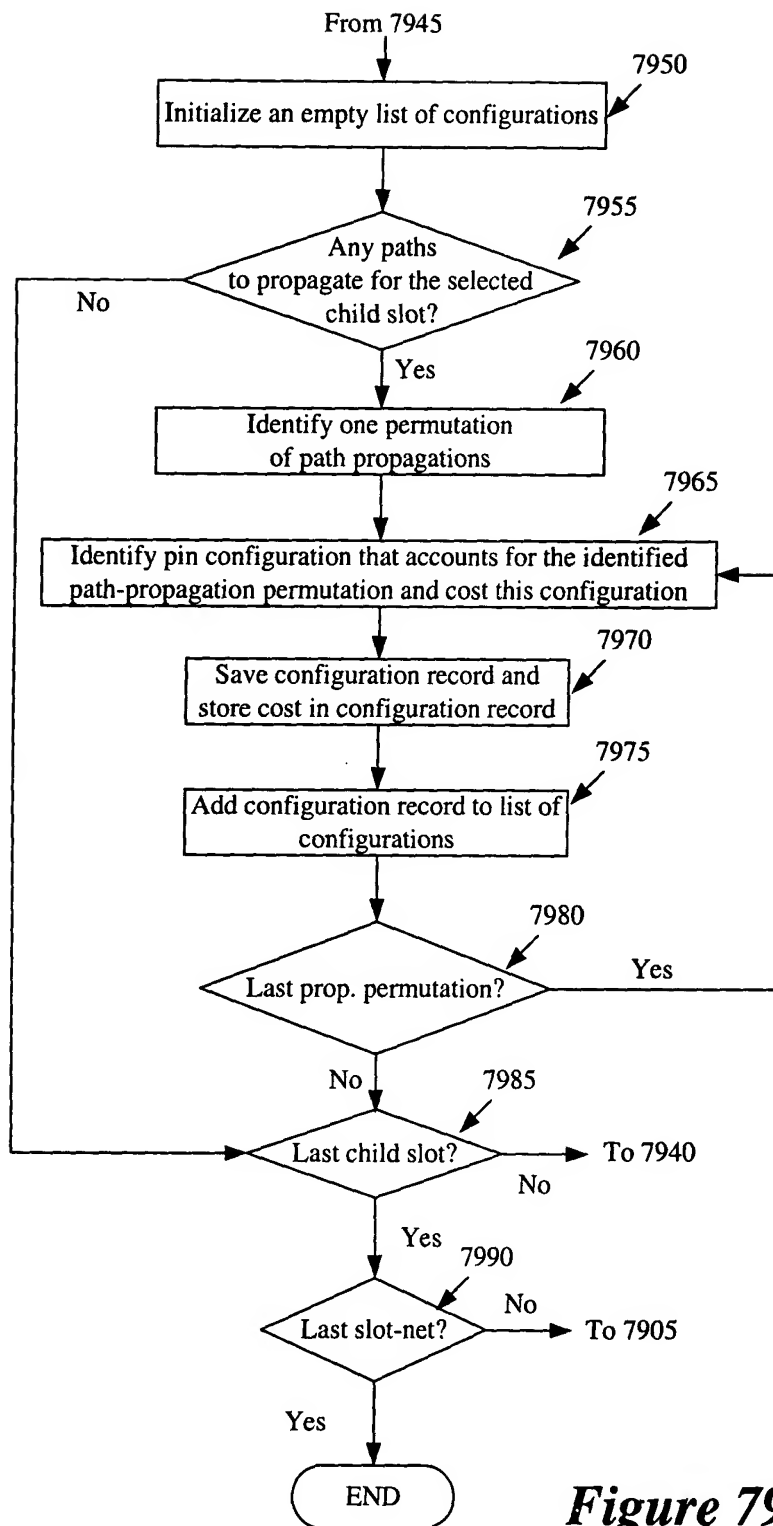 From 7945
7950
Initialize an empty list of configurations
7955
Any paths
to propagate for the selected
child slot?
No
Yes
7960
Identify one permutation
of path propagations
7965
Identify pin configuration that accounts for the identified
path-propagation permutation and cost this configuration
7970
Save configuration record and
store cost in configuration record
7975
Add configuration record to list of
configurations
7980
Last prop. permutation?
Yes
No
7985
Last child slot?
To 7940
No
Yes
7990
Last slot-net?
No
To 7905
Yes
END
Figure 79